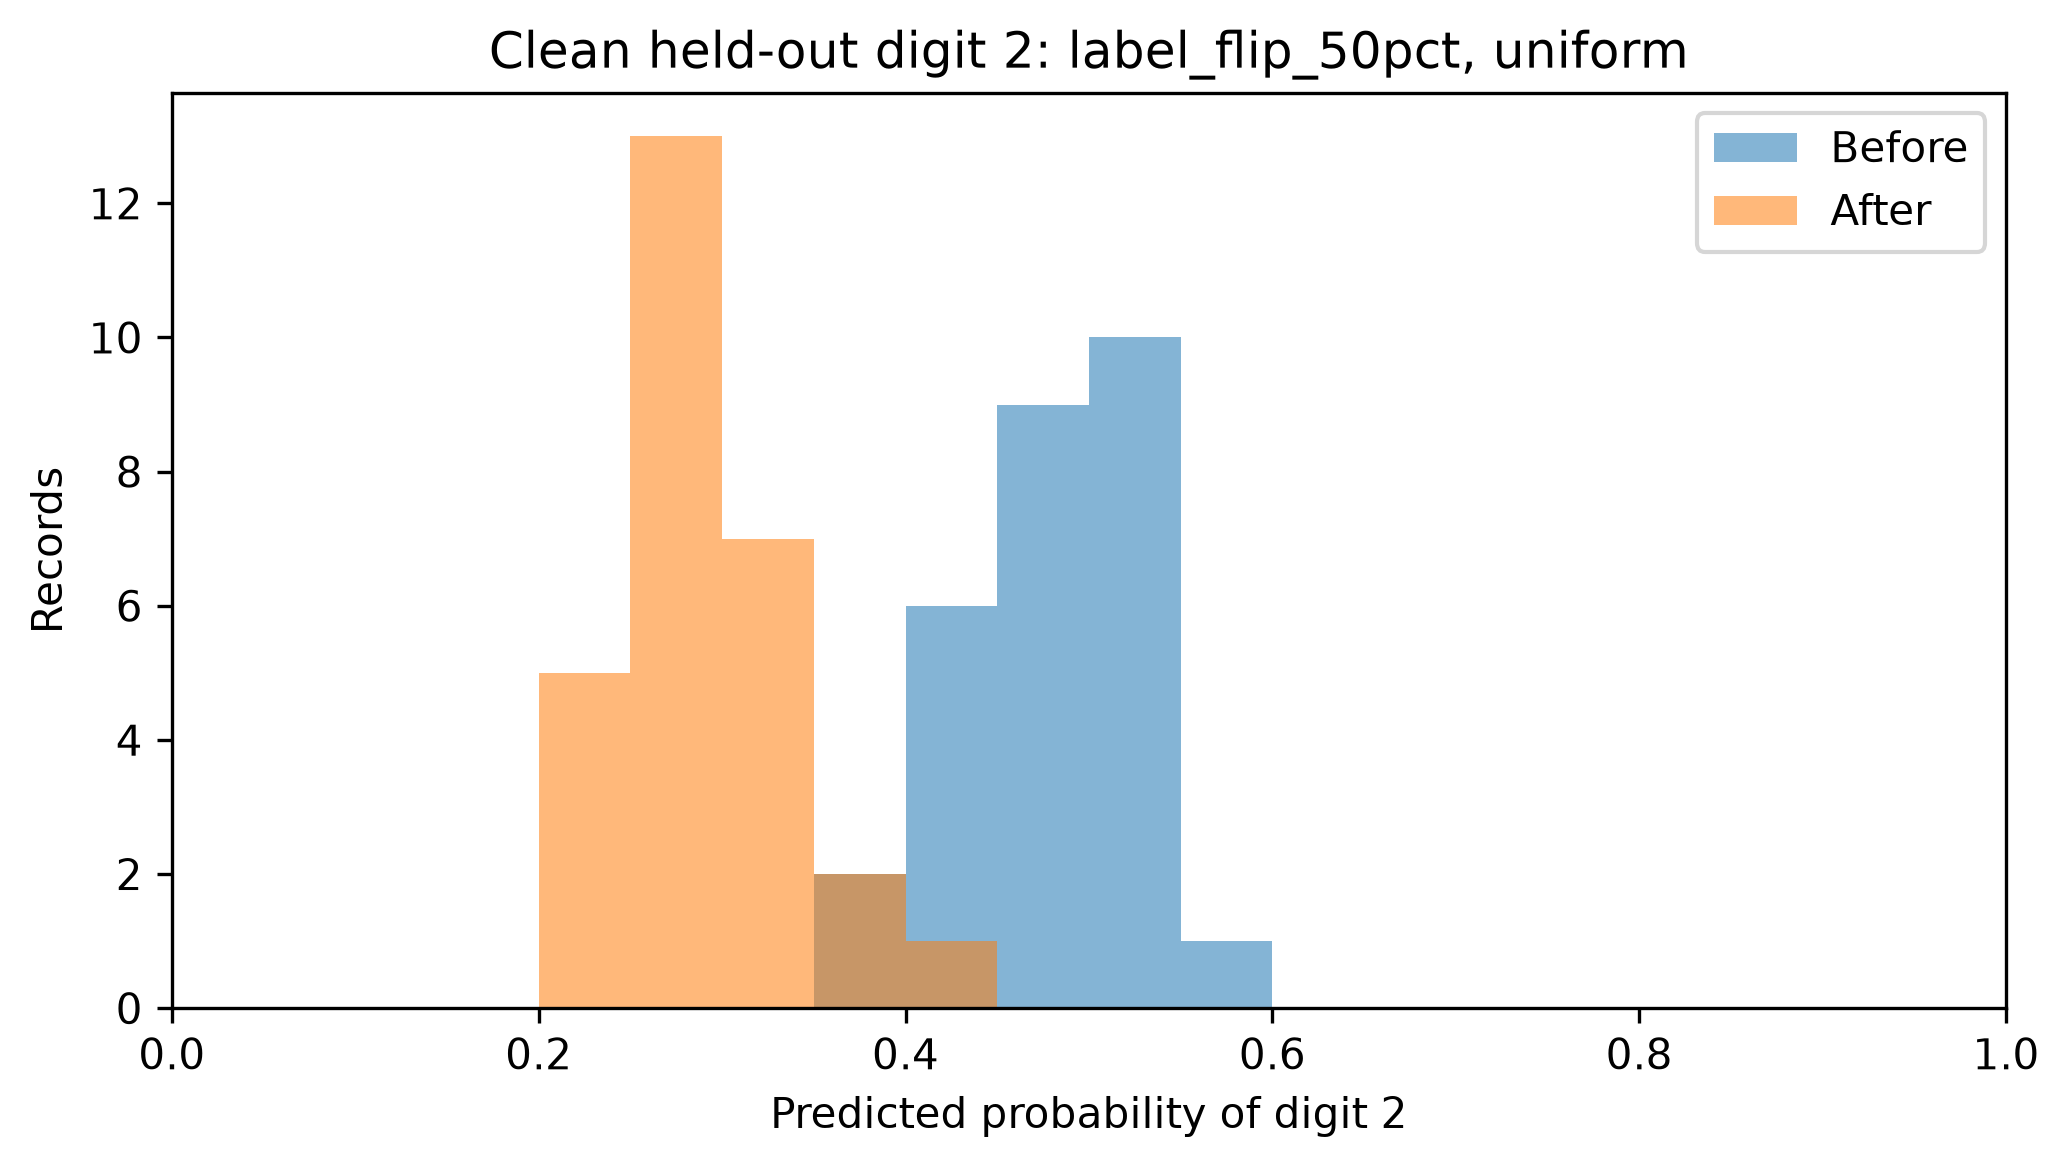 Clean held-out digit 2: label_flip_50pct, uniform
Before
After
12
10
8
6
4
2
0
Records
0.0 0.2 0.4 0.6 0.8 1.0
Predicted probability of digit 2